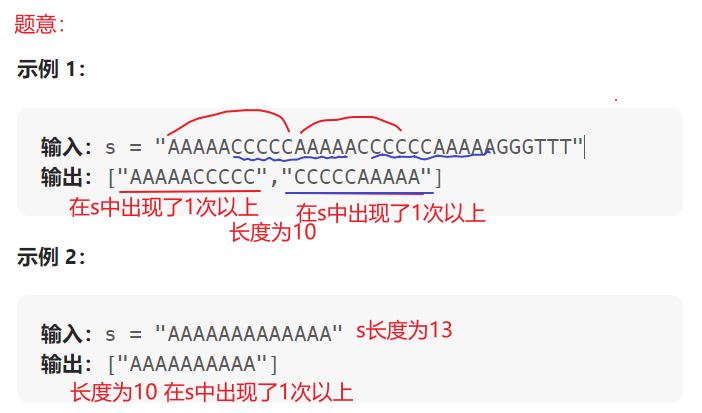 题意：
示例 1：
输入：s = "AAAAACCCCCAAAAACCCCCCAAAAAGGGTTT"
输出：["AAAAACCCCC","CCCCCAAAAA"]
在s中出现了1次以上
在s中出现了1次以上
长度为10
示例 2：
输入：s = "AAAAAAAAAAAAA" s长度为13
输出：["AAAAAAAAAA"]
长度为10 在s中出现了1次以上